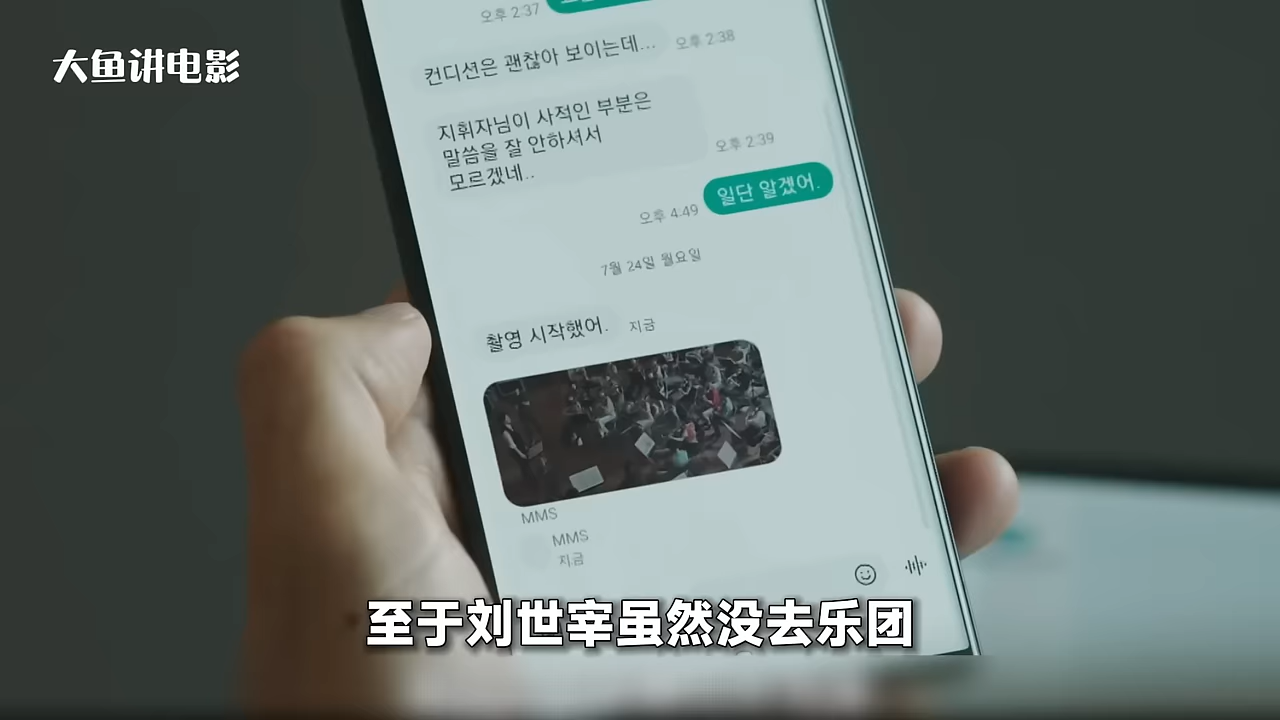 大鱼讲电影
오후 2:37
컨디션은 괜찮아 보이는데...
오후 2:38
지휘자님이 사적인 부분은
말씀을 잘 안하셔서
모르겠네..
오후 2:39
일단 알겠어.
오후 4:49
7월 24일 월요일
촬영 시작했어.
지금
MMS
MMS
지금
至于刘世宰虽然没去乐团